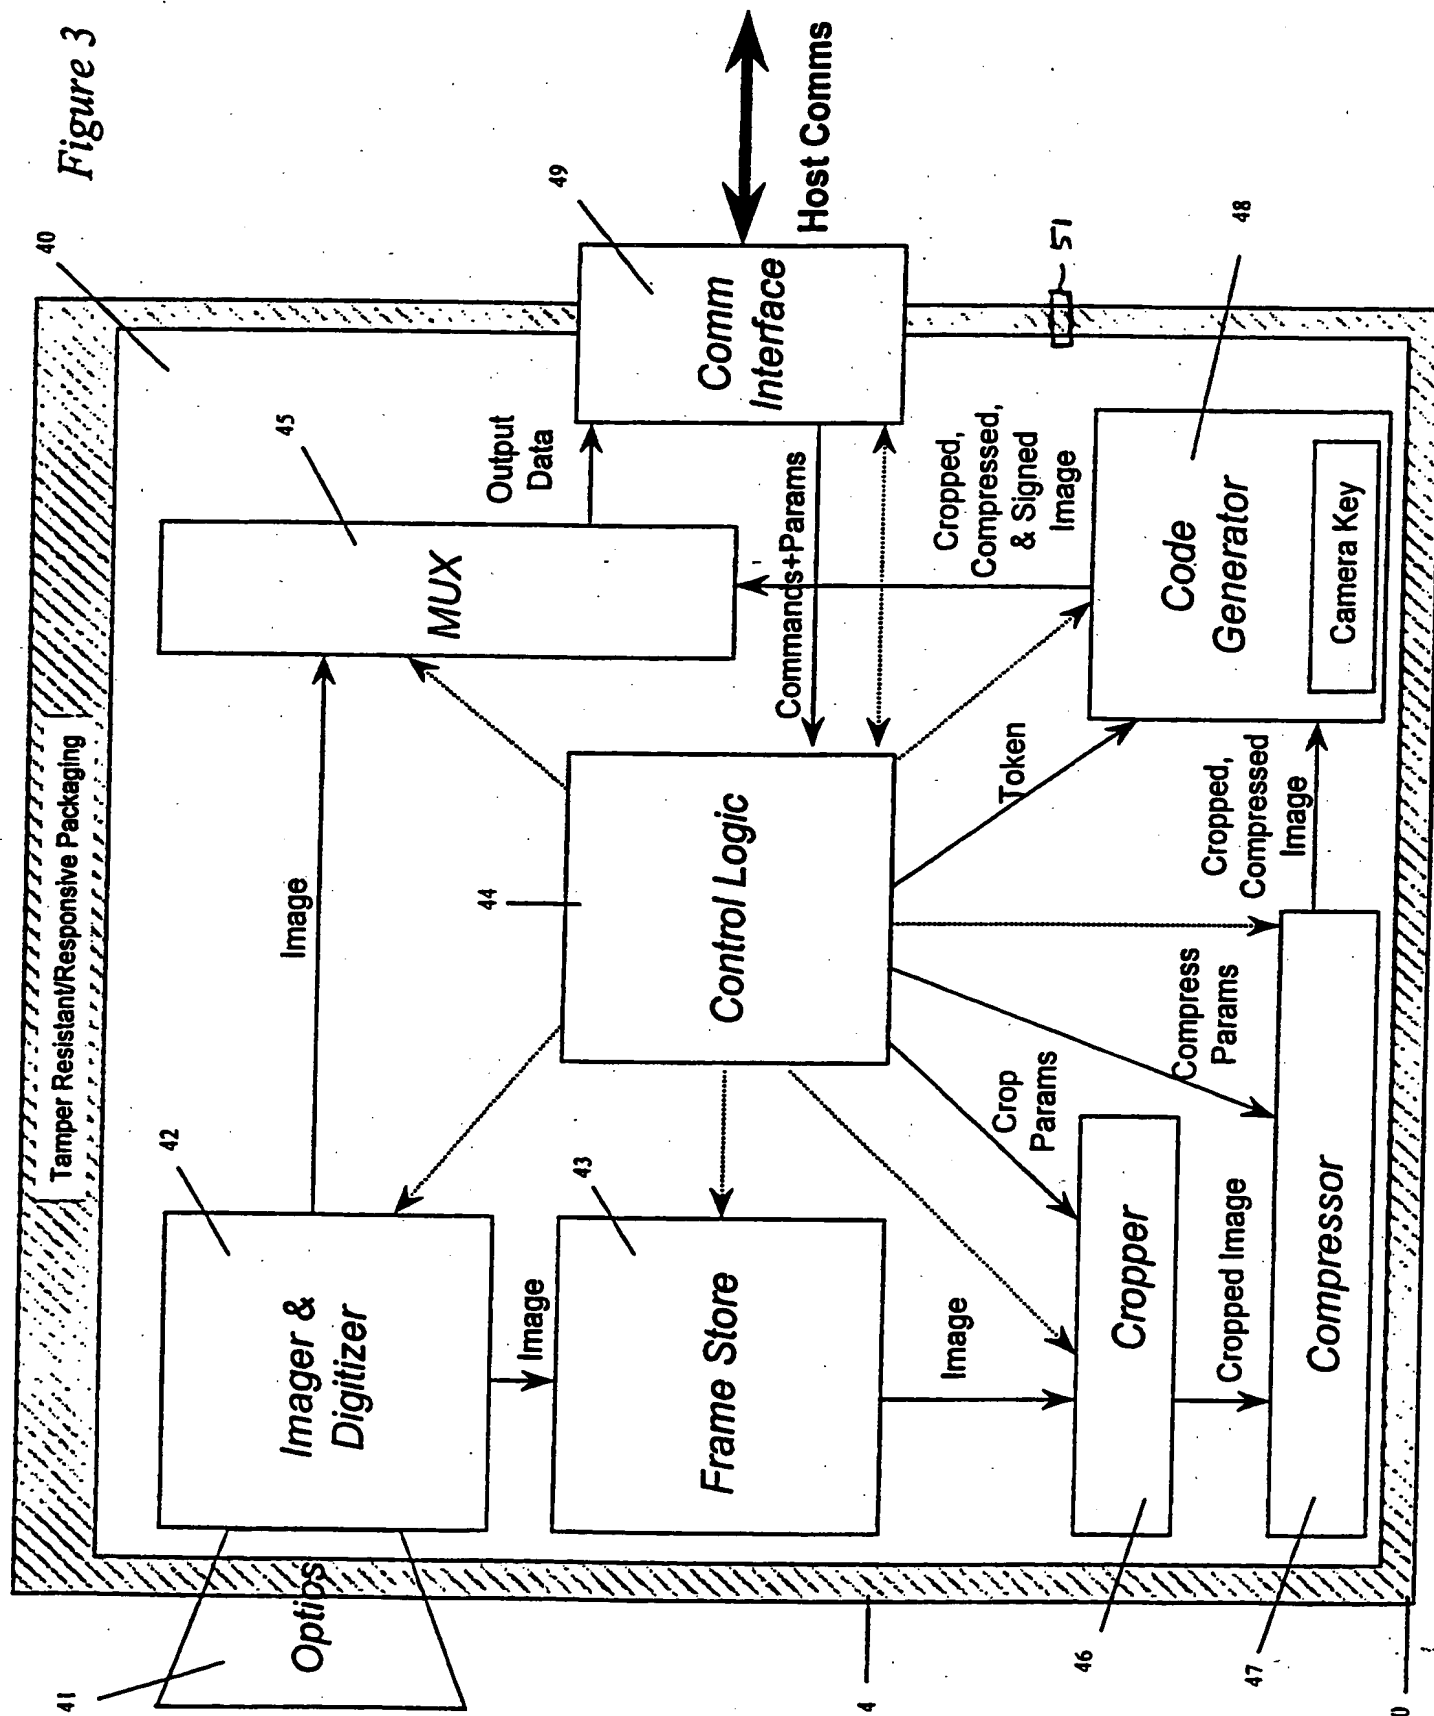 Figure 3
40
Tamper Resistant/Responsive Packaging
41
Optics
42
Imager &
Digitizer
Image
45
MUX
Output
Data
49
Comm
Interface
Host Comms
Image
43
Frame Store
44
Control Logic
Commands+Params
51
Image
Crop
Params
Compress
Params
Token
Cropped,
Compressed,
& Signed
Image
48
Code
Generator
Camera Key
46
Cropper
Cropped Image
47
Compressor
Cropped,
Compressed
Image
4
0